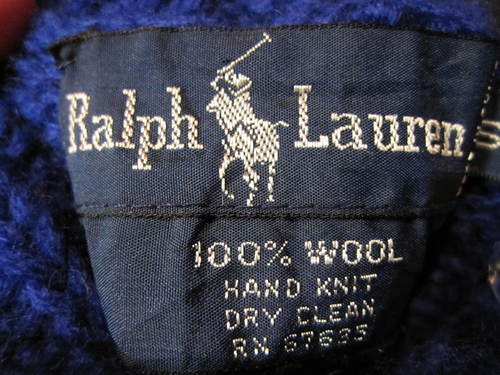 Ralph Lauren
100% WOOL
HAND KNIT
DRY CLEAN
RN 67635